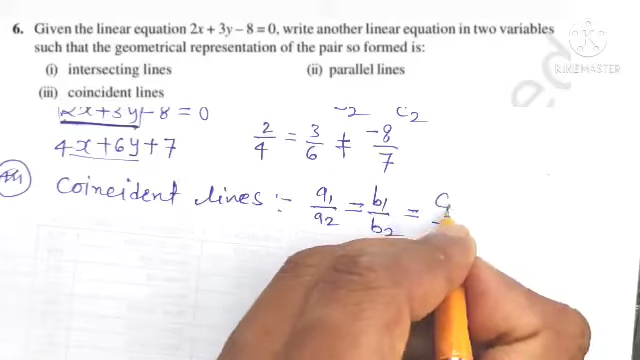 6. Given the linear equation 2x + 3y – 8 = 0, write another linear equation in two variables
such that the geometrical representation of the pair so formed is:
(i) intersecting lines (ii) parallel lines
(iii) coincident lines
KINEMASTER
2x+3y-8=0
4x+6y+7 2/4 = 3/6 ≠ -8/7
Coincident lines :- a1/a2 = b1/b2 =